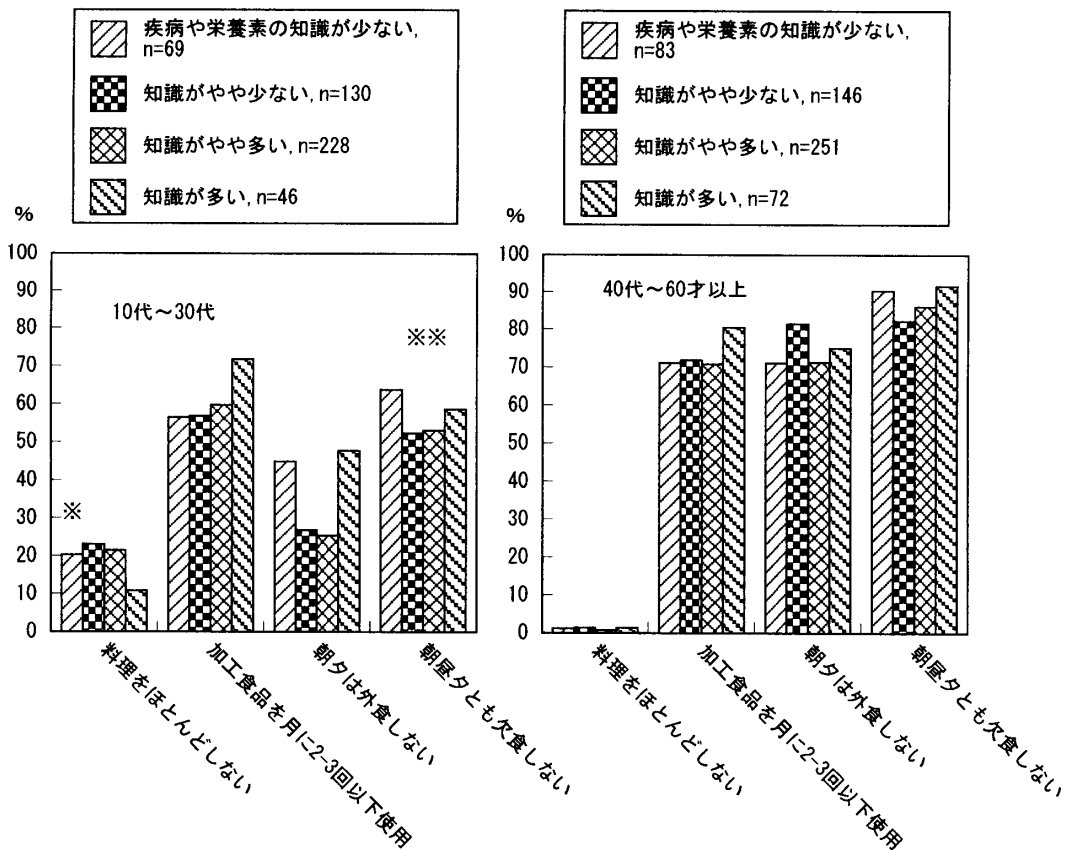 疾病や栄養素の知識が少ない,
n=69
知識がやや少ない, n=130
知識がやや多い, n=228
知識が多い, n=46
疾病や栄養素の知識が少ない,
n=83
知識がやや少ない, n=146
知識がやや多い, n=251
知識が多い, n=72
%
100
90
80
70
60
50
40
30
20
10
0
10代～30代
※
※※
料理をほとんどしない
加工食品を月に2-3回以下使用
朝夕は外食しない
朝昼夕とも欠食しない
%
100
90
80
70
60
50
40
30
20
10
0
40代～60才以上
料理をほとんどしない
加工食品を月に2-3回以下使用
朝夕は外食しない
朝昼夕とも欠食しない